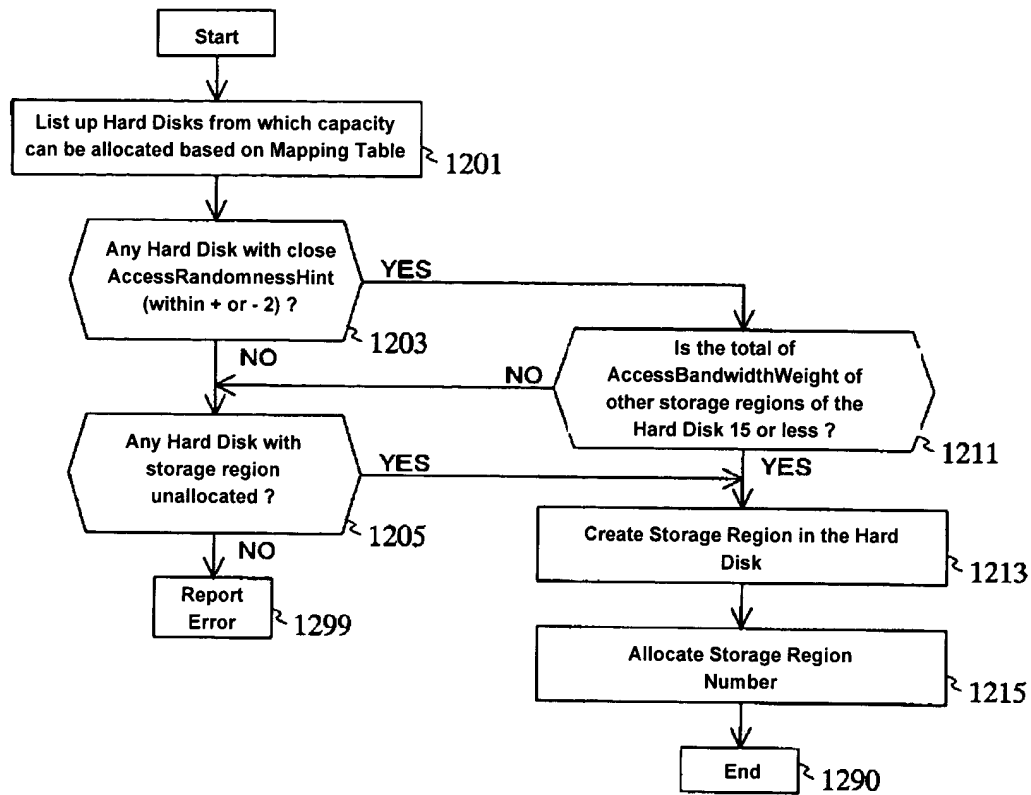 Start
List up Hard Disks from which capacity
can be allocated based on Mapping Table
1201
Any Hard Disk with close
AccessRandomnessHint
(within + or - 2) ?
1203
YES
NO
Is the total of
AccessBandwidthWeight of
other storage regions of the
Hard Disk 15 or less ?
1211
NO
YES
Any Hard Disk with
storage region
unallocated ?
1205
YES
NO
Report
Error
1299
Create Storage Region in the Hard
Disk
1213
Allocate Storage Region
Number
1215
End
1290